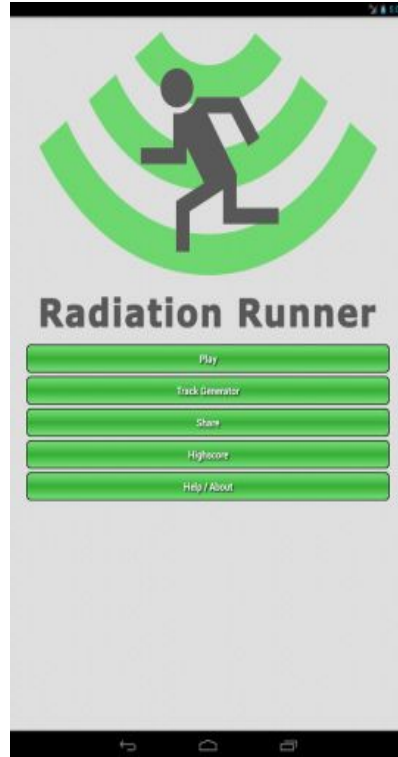 Radiation Runner
Play
Track Generator
Share
Highscore
Help / About